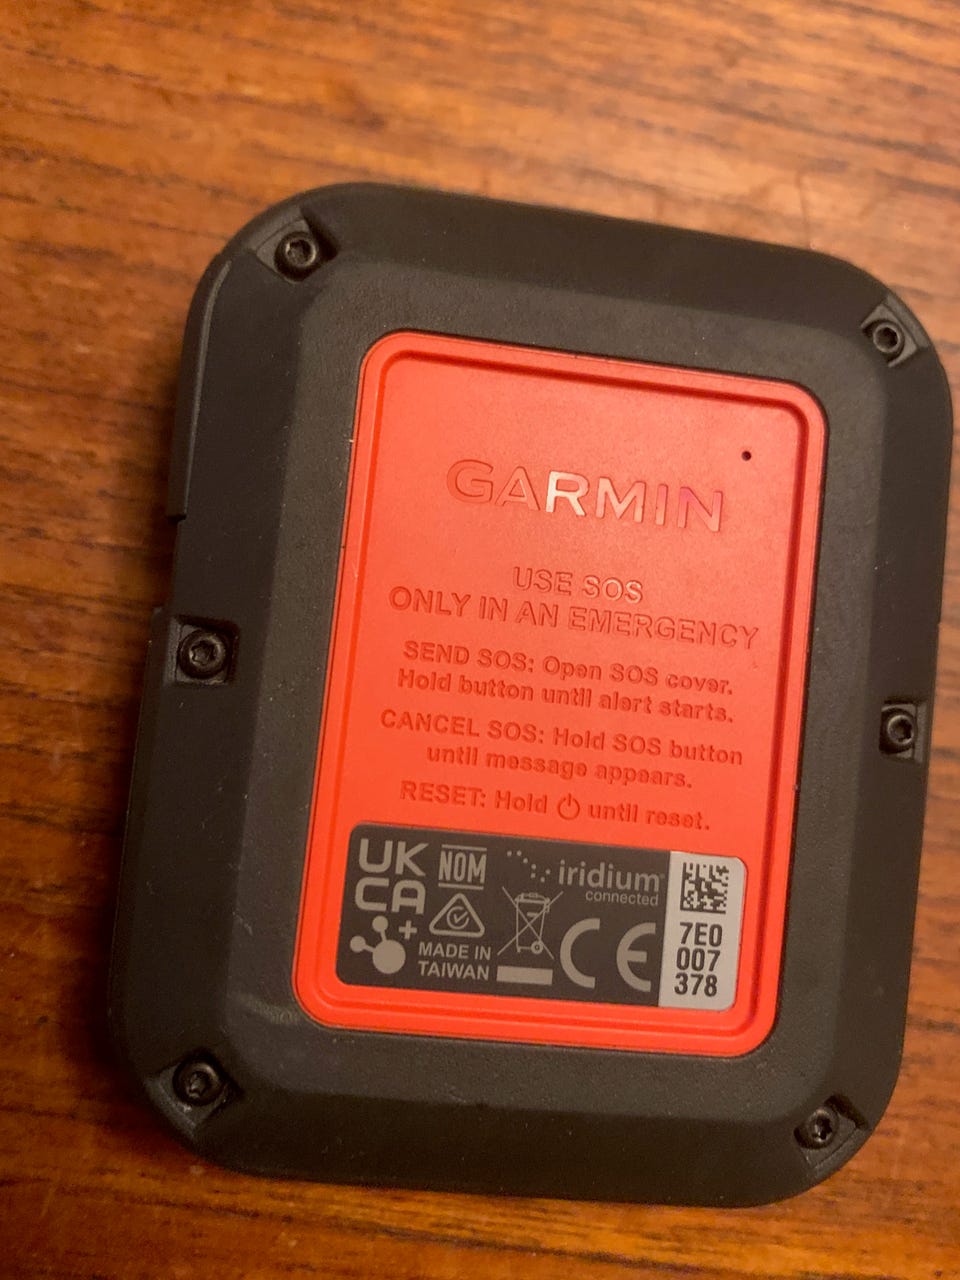 GARMIN
USE SOS
ONLY IN AN EMERGENCY
SEND SOS: Open SOS cover.
Hold button until alert starts.
CANCEL SOS: Hold SOS button
until message appears.
RESET: Hold ⏻ until reset.
UK
CA
NOM
iridium
connected
MADE IN
TAIWAN
CE
7E0
007
378